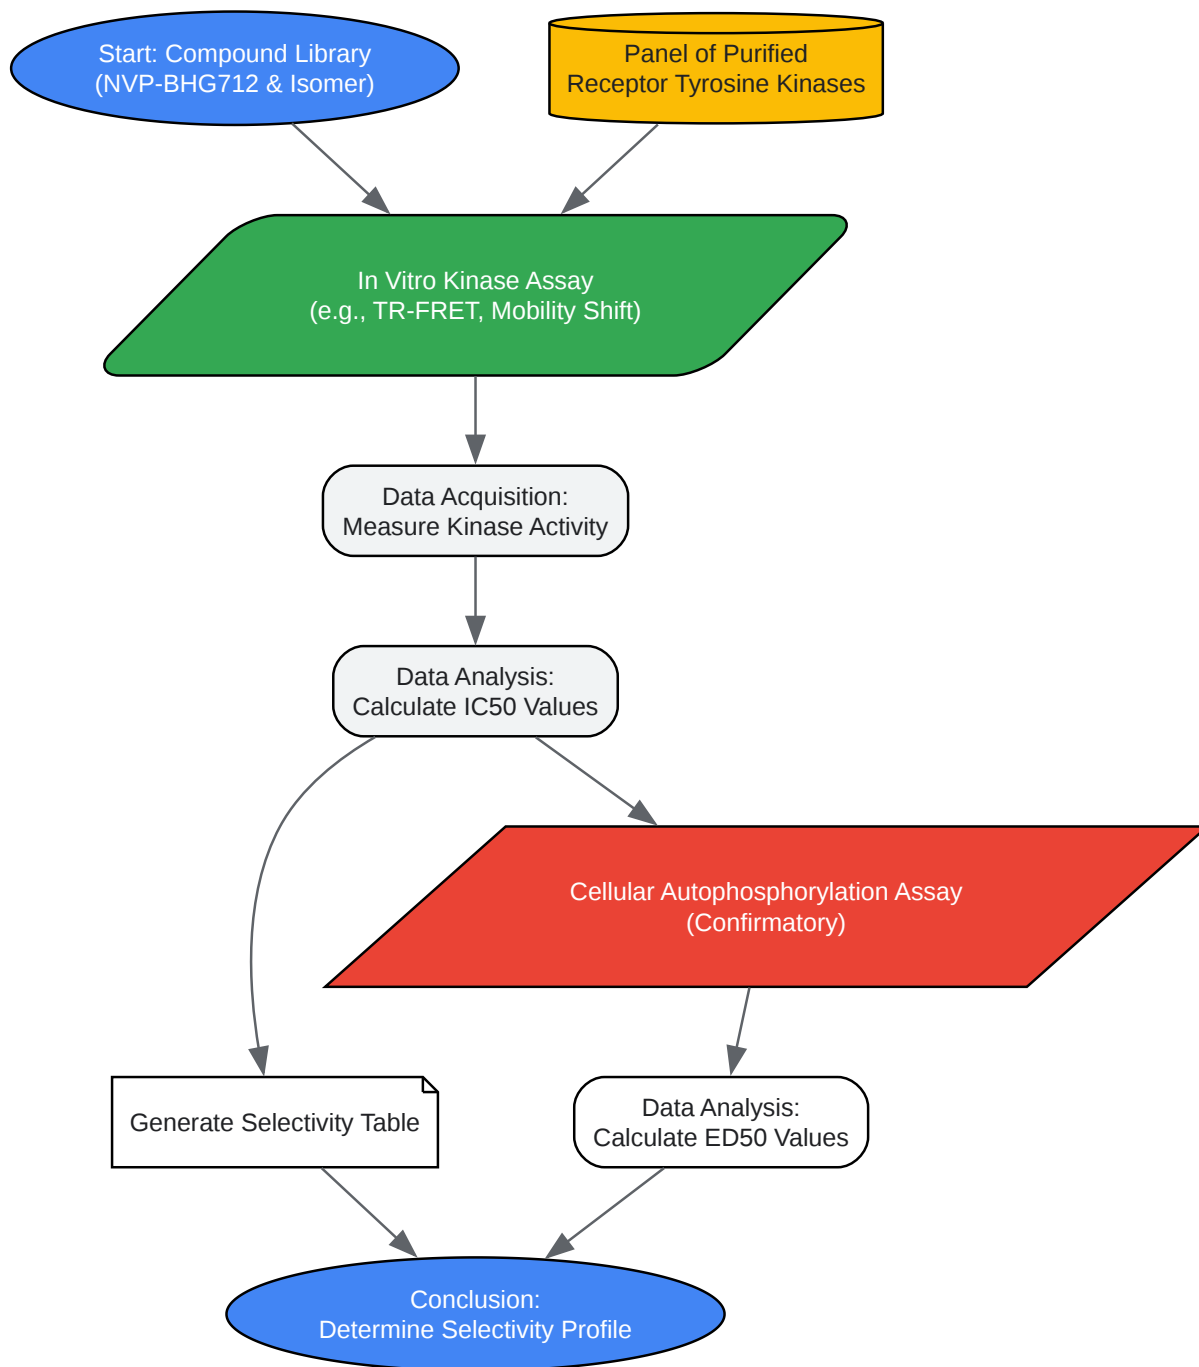 Start: Compound Library
(NVP-BHG712 & Isomer)
Panel of Purified
Receptor Tyrosine Kinases
In Vitro Kinase Assay
(e.g., TR-FRET, Mobility Shift)
Data Acquisition:
Measure Kinase Activity
Data Analysis:
Calculate IC50 Values
Cellular Autophosphorylation Assay
(Confirmatory)
Generate Selectivity Table
Data Analysis:
Calculate ED50 Values
Conclusion:
Determine Selectivity Profile